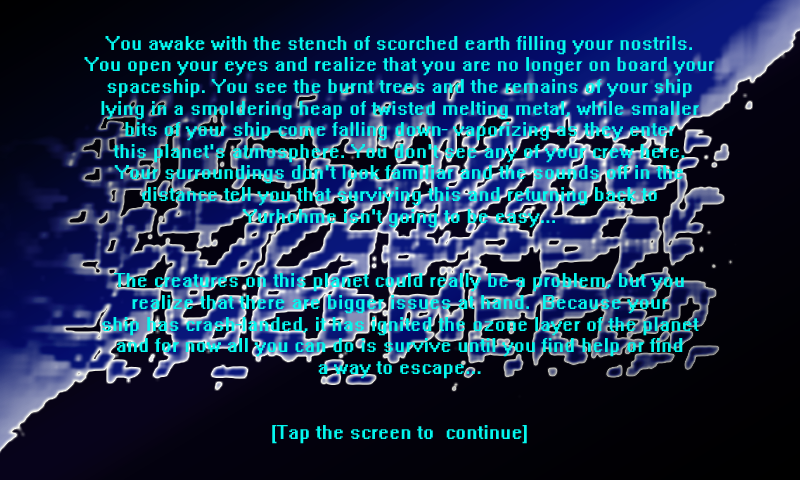 You awake with the stench of scorched earth filling your nostrils.
You open your eyes and realize that you are no longer on board your
spaceship. You see the burnt trees and the remains of your ship
lying in a smoldering heap of twisted melting metal, while smaller
bits of your ship come falling down- vaporizing as they enter
this planet's atmosphere. You don't see any of your crew here.
Your surroundings don't look familiar and the sounds off in the
distance tell you that surviving this and returning back to
Yurhohme isn't going to be easy...
The creatures on this planet could really be a problem, but you
realize that there are bigger issues at hand. Because your
ship has crash landed, it has ignited the ozone layer of the planet
and for now all you can do is survive until you find help or find
a way to escape...
[Tap the screen to continue]